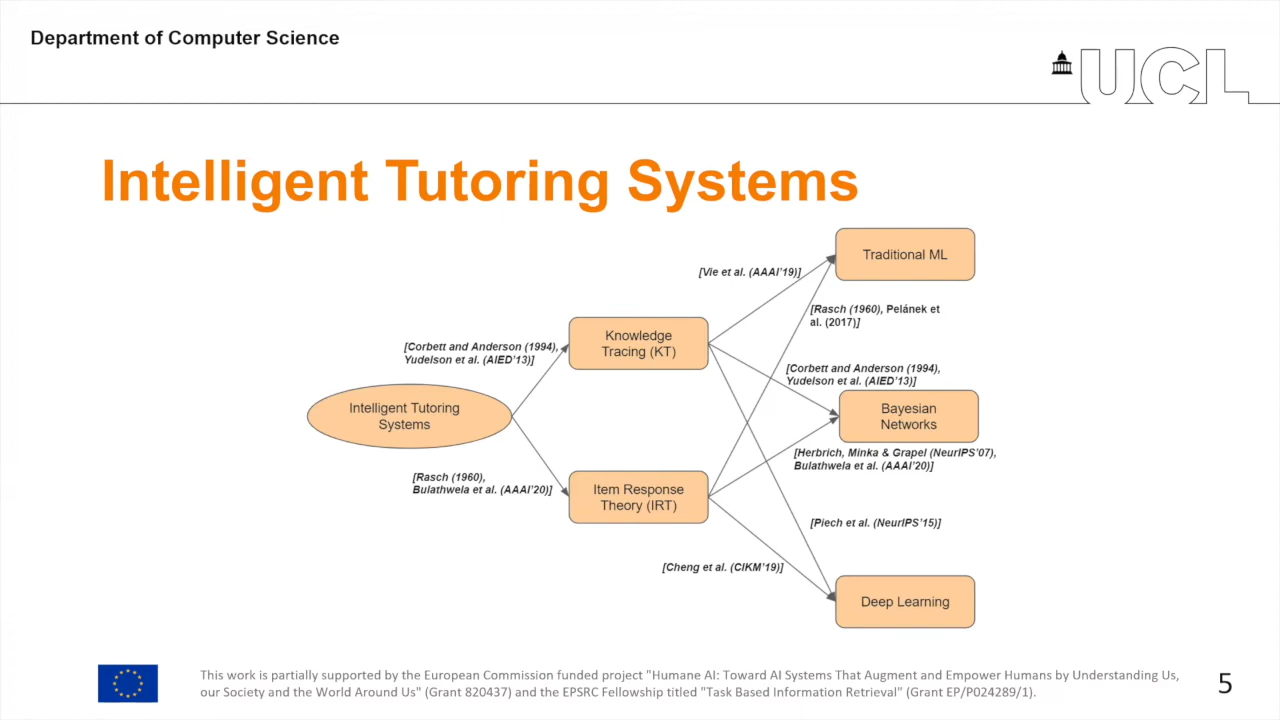 Department of Computer Science
UCL
Intelligent Tutoring Systems
Traditional ML
[Vie et al. (AAAI'19)]
[Rasch (1960), Pelánek et
al. (2017)]
Knowledge
Tracing (KT)
[Corbett and Anderson (1994),
Yudelson et al. (AIED'13)]
[Corbett and Anderson (1994),
Yudelson et al. (AIED'13)]
Intelligent Tutoring
Systems
Bayesian
Networks
[Herbrich, Minka & Grapel (NeurIPS'07),
Bulathwela et al. (AAAI'20)]
[Rasch (1960),
Bulathwela et al. (AAAI'20)]
Item Response
Theory (IRT)
[Piech et al. (NeurIPS'15)]
[Cheng et al. (CIKM'19)]
Deep Learning
This work is partially supported by the European Commission funded project "Humane AI: Toward AI Systems That Augment and Empower Humans by Understanding Us,
our Society and the World Around Us" (Grant 820437) and the EPSRC Fellowship titled "Task Based Information Retrieval" (Grant EP/P024289/1).
5